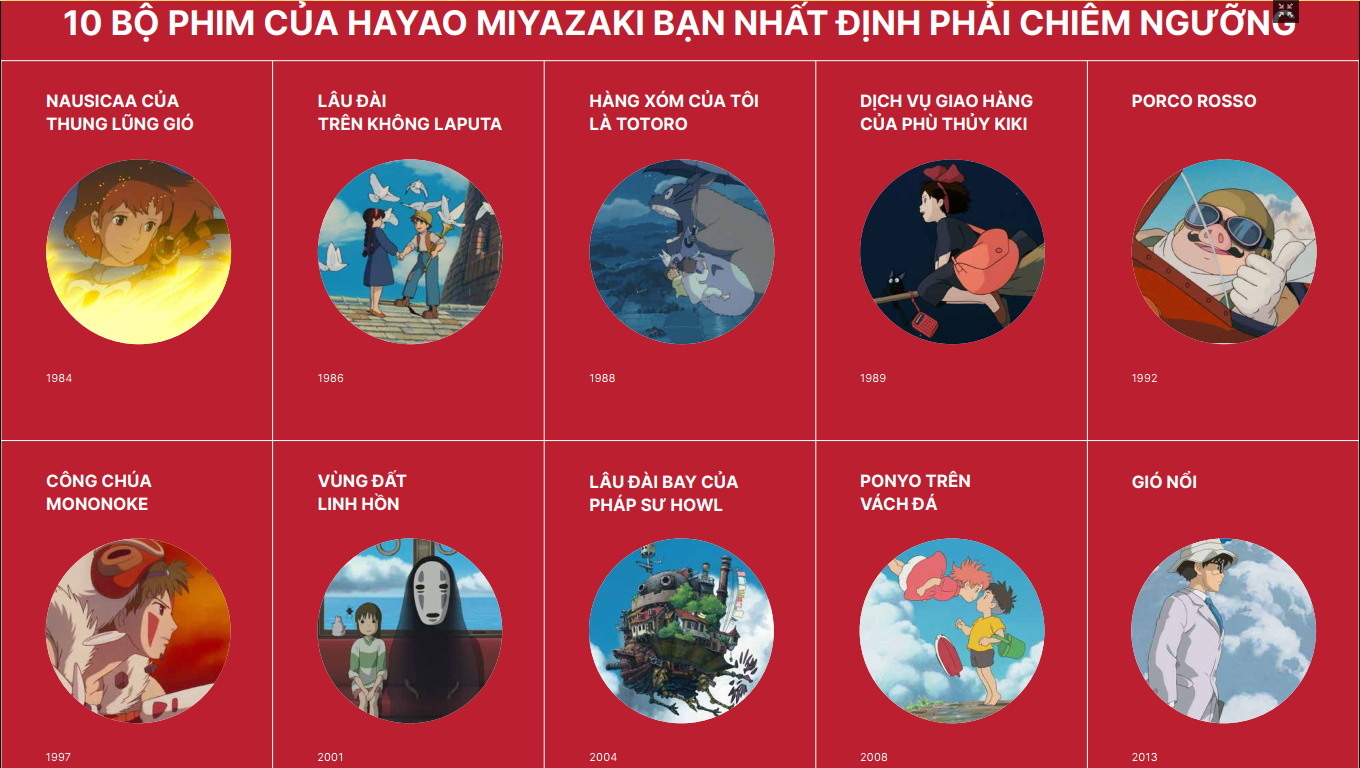 10 BỘ PHIM CỦA HAYAO MIYAZAKI BẠN NHẤT ĐỊNH PHẢI CHIÊM NGƯỠNG
NAUSICAA CỦA
THUNG LŨNG GIÓ
1984
LÂU ĐÀI
TRÊN KHÔNG LAPUTA
1986
HÀNG XÓM CỦA TÔI
LÀ TOTORO
1988
DỊCH VỤ GIAO HÀNG
CỦA PHÙ THỦY KIKI
1989
PORCO ROSSO
1992
CÔNG CHÚA
MONONOKE
1997
VÙNG ĐẤT
LINH HỒN
2001
LÂU ĐÀI BAY CỦA
PHÁP SƯ HOWL
2004
PONYO TRÊN
VÁCH ĐÁ
2008
GIÓ NỔI
2013